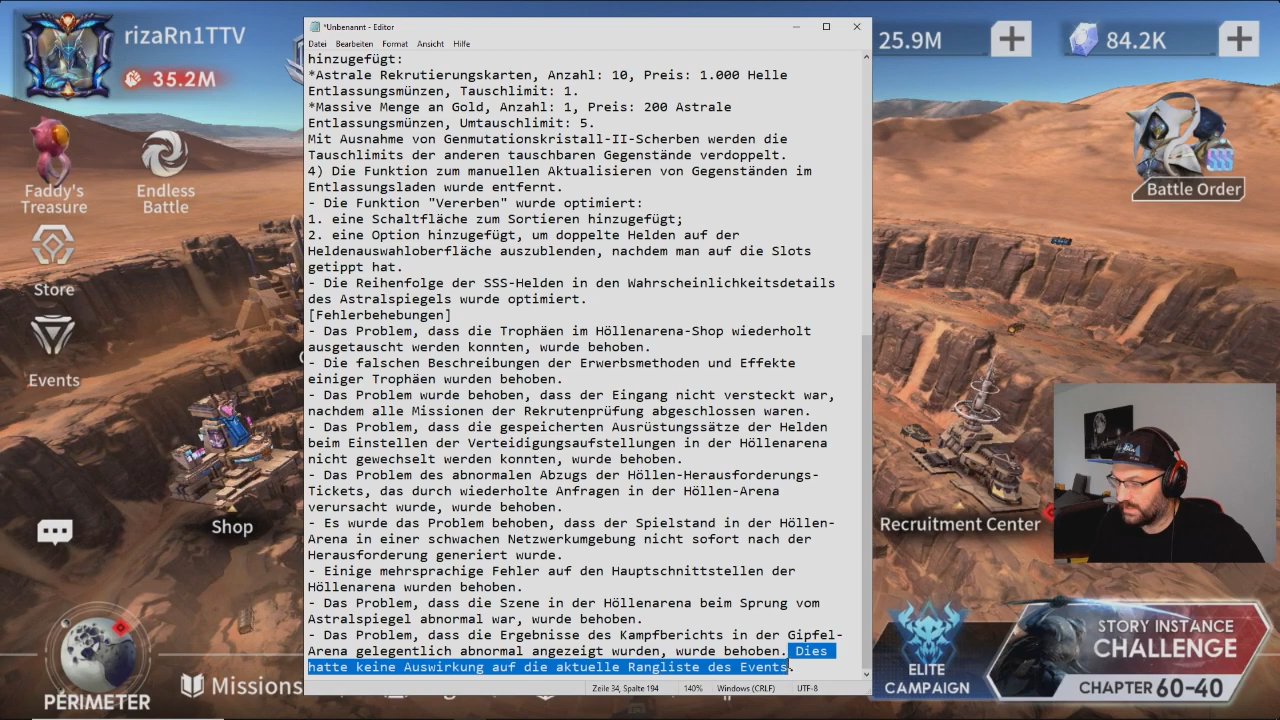 rizaRn1TTV
35.2M
25.9M
84.2K
*Unbenannt - Editor
Datei Bearbeiten Format Ansicht Hilfe
hinzugefügt:
*Astrale Rekrutierungskarten, Anzahl: 10, Preis: 1.000 Helle
Entlassungsmünzen, Tauschlimit: 1.
*Massive Menge an Gold, Anzahl: 1, Preis: 200 Astrale
Entlassungsmünzen, Umtauschlimit: 5.
Mit Ausnahme von Genmutationskristall-II-Scherben werden die
Tauschlimits der anderen tauschbaren Gegenstände verdoppelt.
4) Die Funktion zum manuellen Aktualisieren von Gegenständen im
Entlassungsladen wurde entfernt.
- Die Funktion "Vererben" wurde optimiert:
1. eine Schaltfläche zum Sortieren hinzugefügt;
2. eine Option hinzugefügt, um doppelte Helden auf der
Heldenauswahloberfläche auszublenden, nachdem man auf die Slots
getippt hat.
- Die Reihenfolge der SSS-Helden in den Wahrscheinlichkeitsdetails
des Astralspiegels wurde optimiert.
[Fehlerbehebungen]
- Das Problem, dass die Trophäen im Höllenarena-Shop wiederholt
ausgetauscht werden konnten, wurde behoben.
- Die falschen Beschreibungen der Erwerbsmethoden und Effekte
einiger Trophäen wurden behoben.
- Das Problem wurde behoben, dass der Eingang nicht versteckt war,
nachdem alle Missionen der Rekrutenprüfung abgeschlossen waren.
- Das Problem, dass die gespeicherten Ausrüstungssätze der Helden
beim Einstellen der Verteidigungsaufstellungen in der Höllenarena
nicht gewechselt werden konnten, wurde behoben.
- Das Problem des abnormalen Abzugs der Höllen-Herausforderungs-
Tickets, das durch wiederholte Anfragen in der Höllen-Arena
verursacht wurde, wurde behoben.
- Es wurde das Problem behoben, dass der Spielstand in der Höllen-
Arena in einer schwachen Netzwerkumgebung nicht sofort nach der
Herausforderung generiert wurde.
- Einige mehrsprachige Fehler auf den Hauptschnittstellen der
Höllenarena wurden behoben.
- Das Problem, dass die Szene in der Höllenarena beim Sprung vom
Astralspiegel abnormal war, wurde behoben.
- Das Problem, dass die Ergebnisse des Kampfberichts in der Gipfel-
Arena gelegentlich abnormal angezeigt wurden, wurde behoben. Dies
hatte keine Auswirkung auf die aktuelle Rangliste des Events.
Zeile 34, Spalte 194 140% Windows (CRLF) UTF-8
Faddy's
Treasure
Endless
Battle
Store
Events
Shop
PERIMETER
Missions
SSS
Battle Order
Recruitment Center
ELITE
CAMPAIGN
STORY INSTANCE
CHALLENGE
CHAPTER 60-40